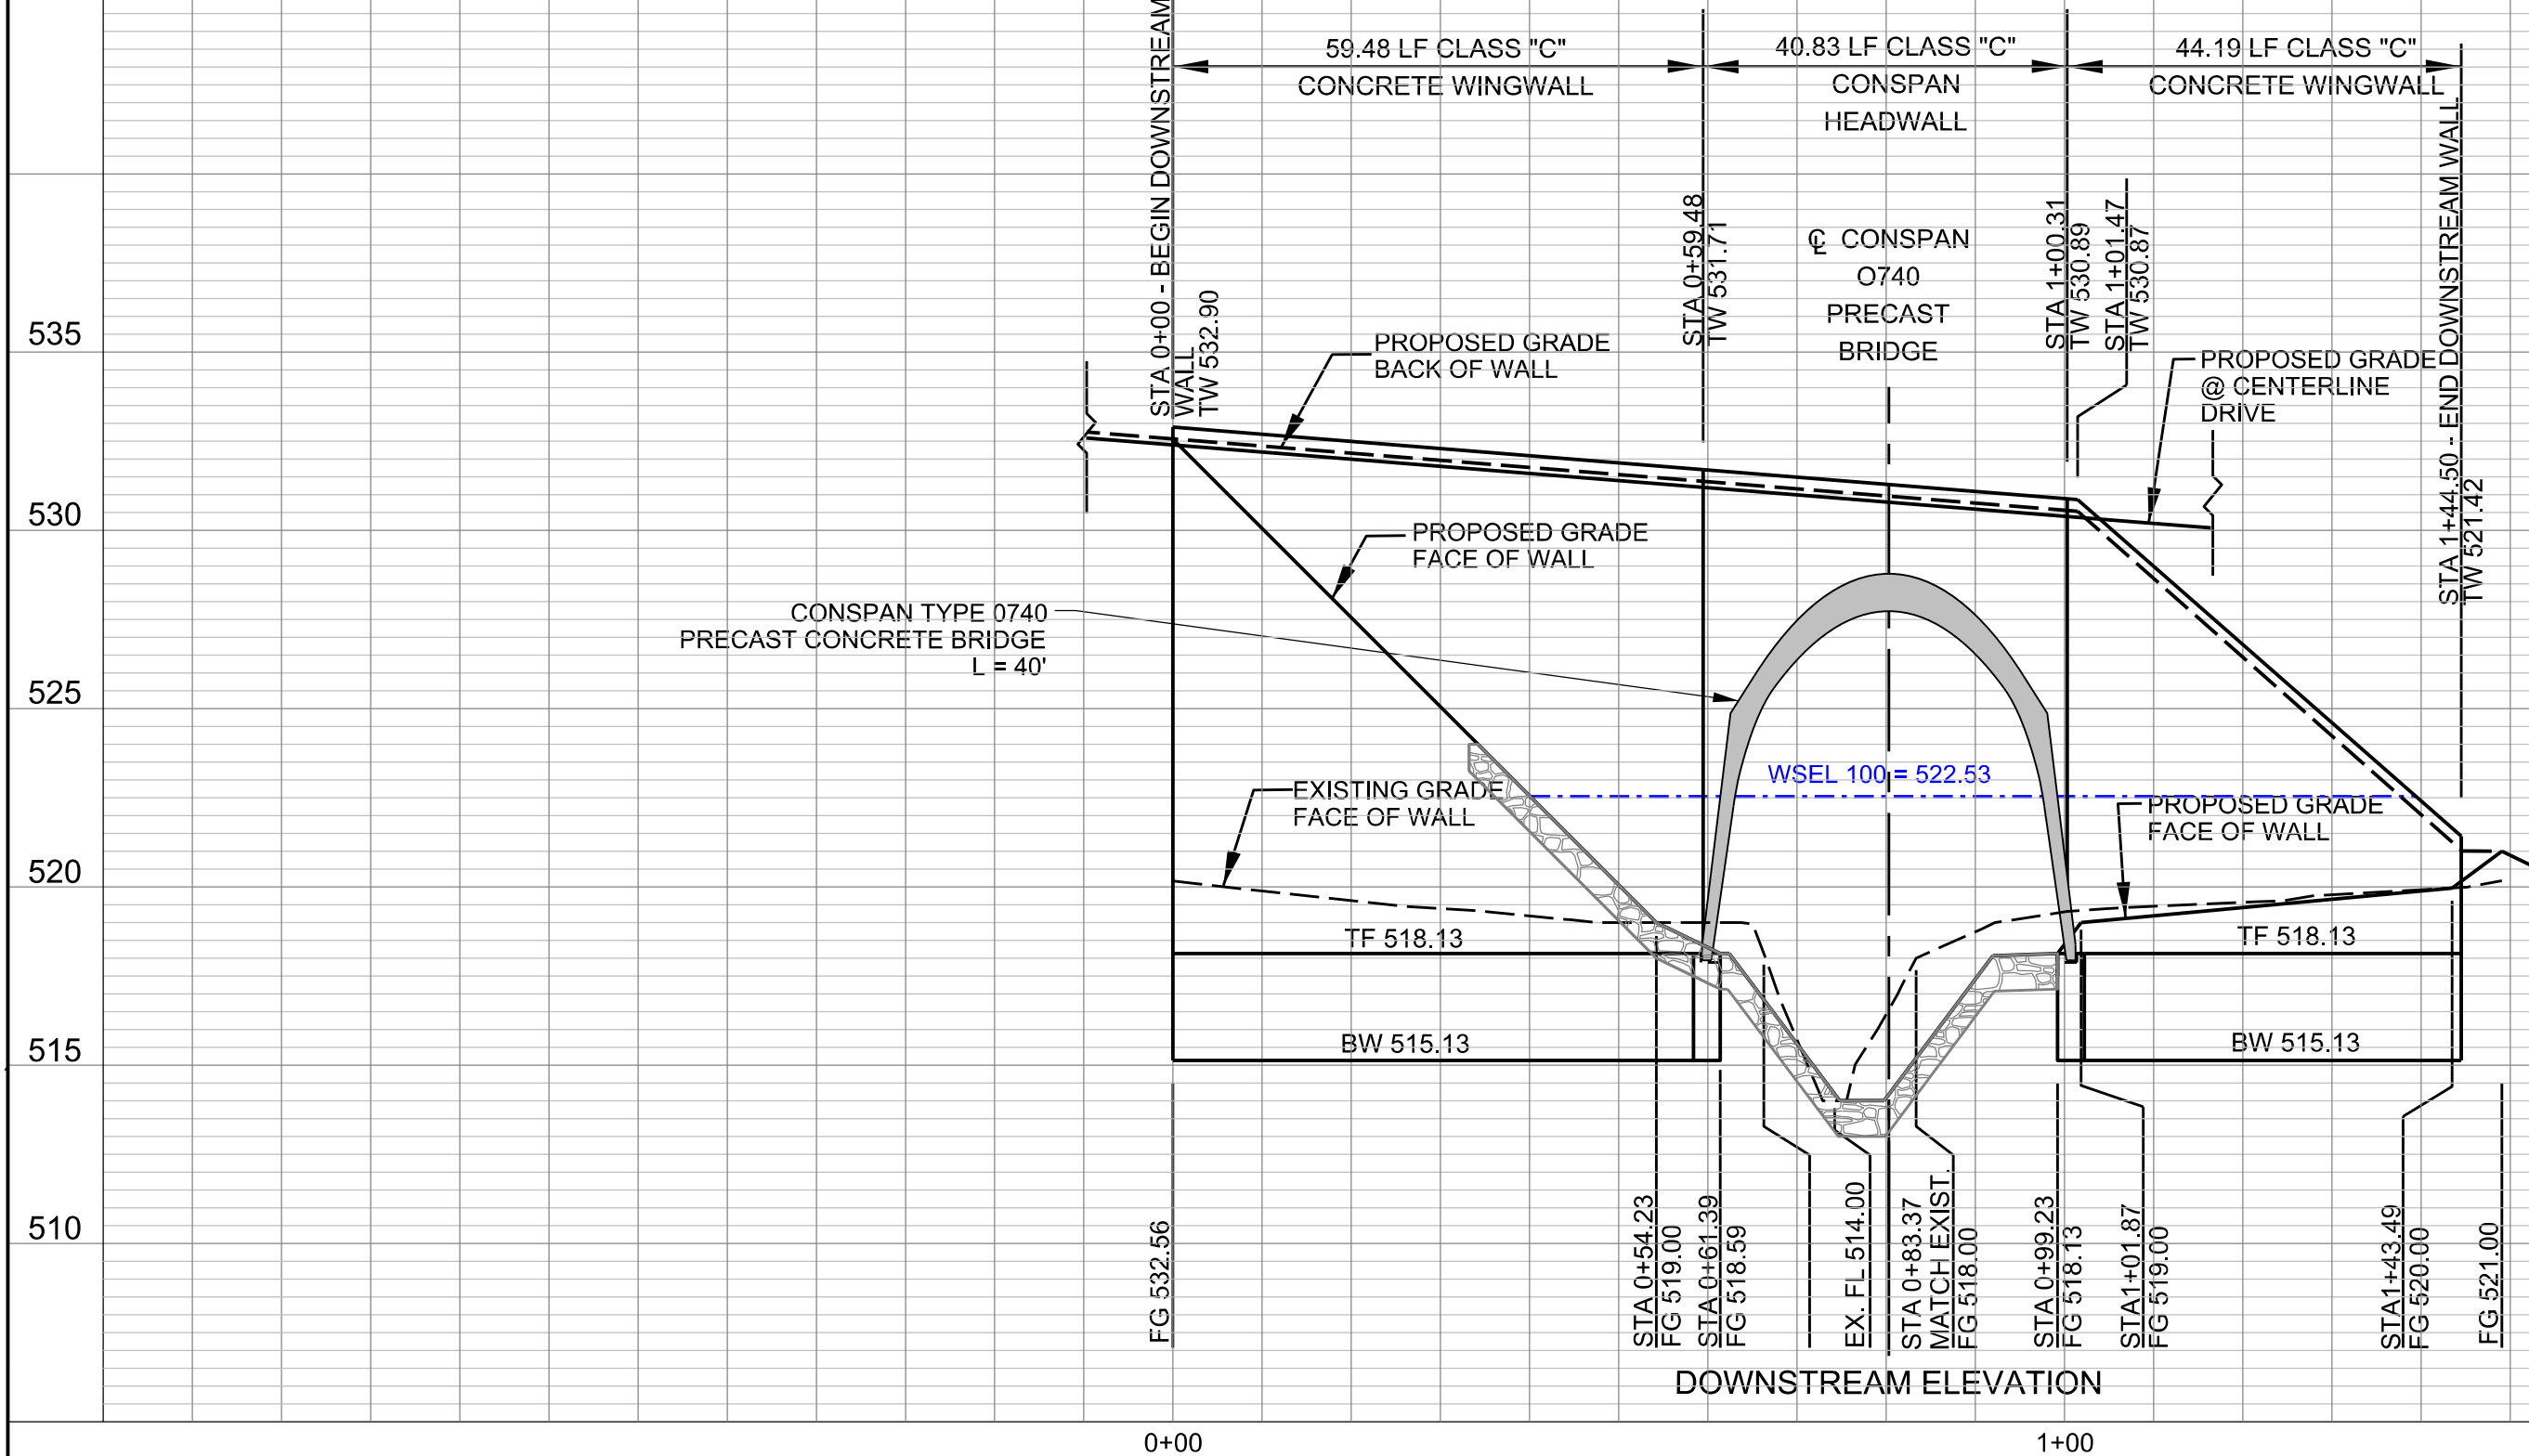 59.48 LF CLASS "C"
CONCRETE WINGWALL
40.83 LF CLASS "C"
CONSPAN
HEADWALL
44.19 LF CLASS "C"
CONCRETE WINGWALL
STA 0+00 - BEGIN DOWNSTREAM
WALL
TW 532.90
STA 0+59.48
TW 531.71
℄ CONSPAN
O740
PRECAST
BRIDGE
STA 1+00.31
TW 530.89
STA 1+01.47
TW 530.87
STA 1+44.50 - END DOWNSTREAM WALL
TW 521.42
535
530
525
520
515
510
PROPOSED GRADE
BACK OF WALL
PROPOSED GRADE
@ CENTERLINE
DRIVE
PROPOSED GRADE
FACE OF WALL
CONSPAN TYPE 0740
PRECAST CONCRETE BRIDGE
L = 40'
WSEL 100 = 522.53
EXISTING GRADE
FACE OF WALL
PROPOSED GRADE
FACE OF WALL
TF 518.13
TF 518.13
BW 515.13
BW 515.13
FG 532.56
STA 0+54.23
FG 519.00
STA 0+61.39
FG 518.59
EX. FL 514.00
STA 0+83.37
MATCH EXIST.
FG 518.00
STA 0+99.23
FG 518.13
STA1+01.87
FG 519.00
STA1+43.49
FG 520.00
FG 521.00
DOWNSTREAM ELEVATION
0+00
1+00